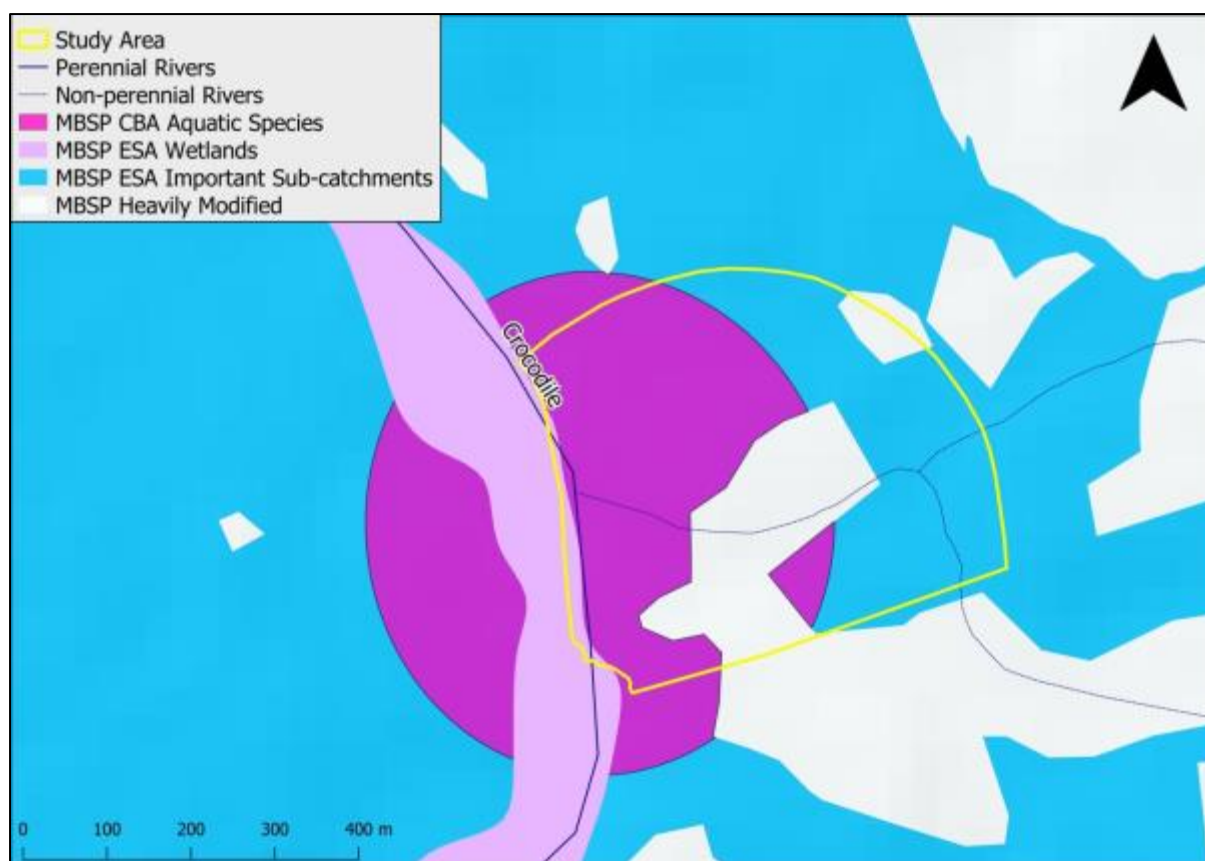 Study Area
Perennial Rivers
Non-perennial Rivers
MBSP CBA Aquatic Species
MBSP ESA Wetlands
MBSP ESA Important Sub-catchments
MBSP Heavily Modified
Crocodile
0 100 200 300 400 m